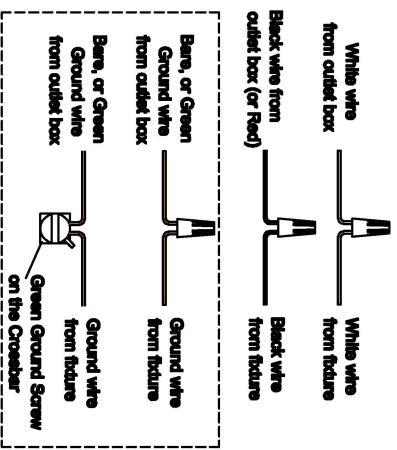 White wire
from outlet box
White wire
from fixture
Black wire from
outlet box (or Red)
Black wire
from fixture
Bare, or Green
Ground wire
from outlet box
Ground wire
from fixture
Bare, or Green
Ground wire
from outlet box
Ground wire
from fixture
Green Ground Screw
on the Crossbar